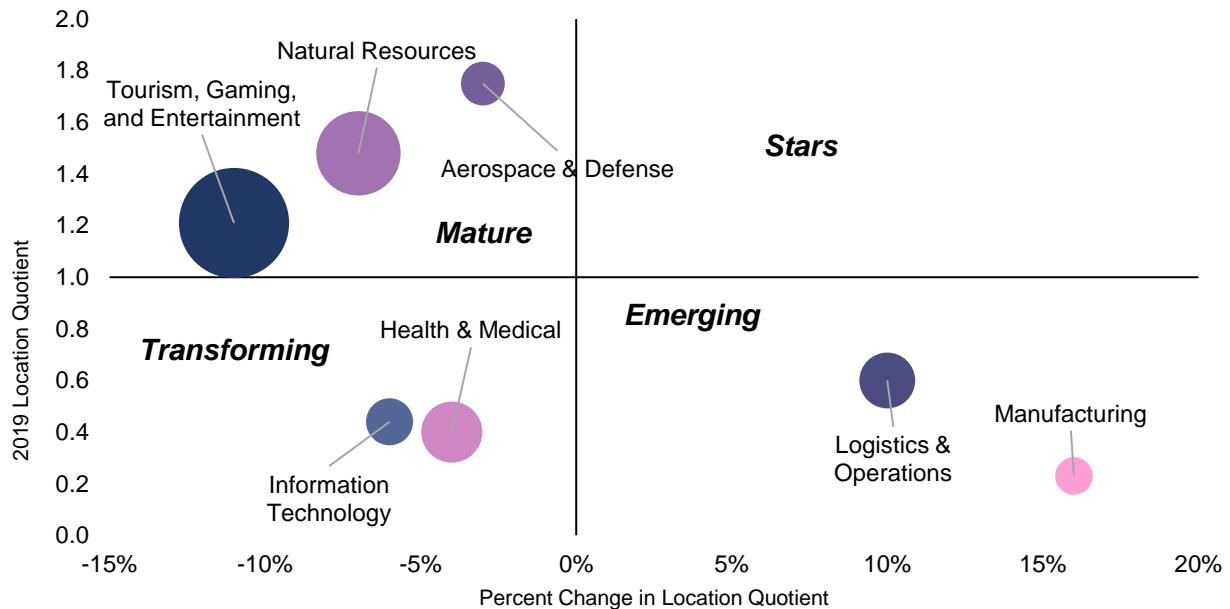 2.0
1.8
1.6
1.4
1.2
1.0
0.8
0.6
0.4
0.2
0.0
2019 Location Quotient
Natural Resources
Tourism, Gaming,
and Entertainment
Aerospace & Defense
Stars
Mature
Transforming
Health & Medical
Emerging
Information
Technology
Logistics &
Operations
Manufacturing
-15%
-10%
-5%
0%
5%
10%
15%
20%
Percent Change in Location Quotient